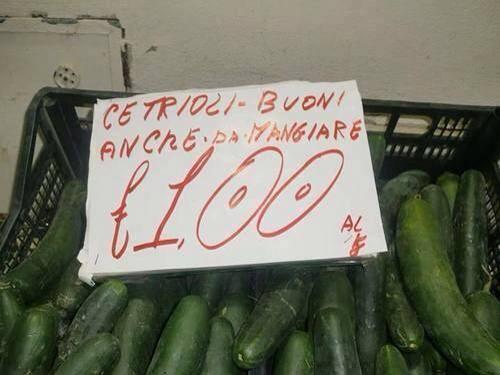 CETRIOLI-BUONI
ANCHE·DA·MANGIARE
£1,00
AL